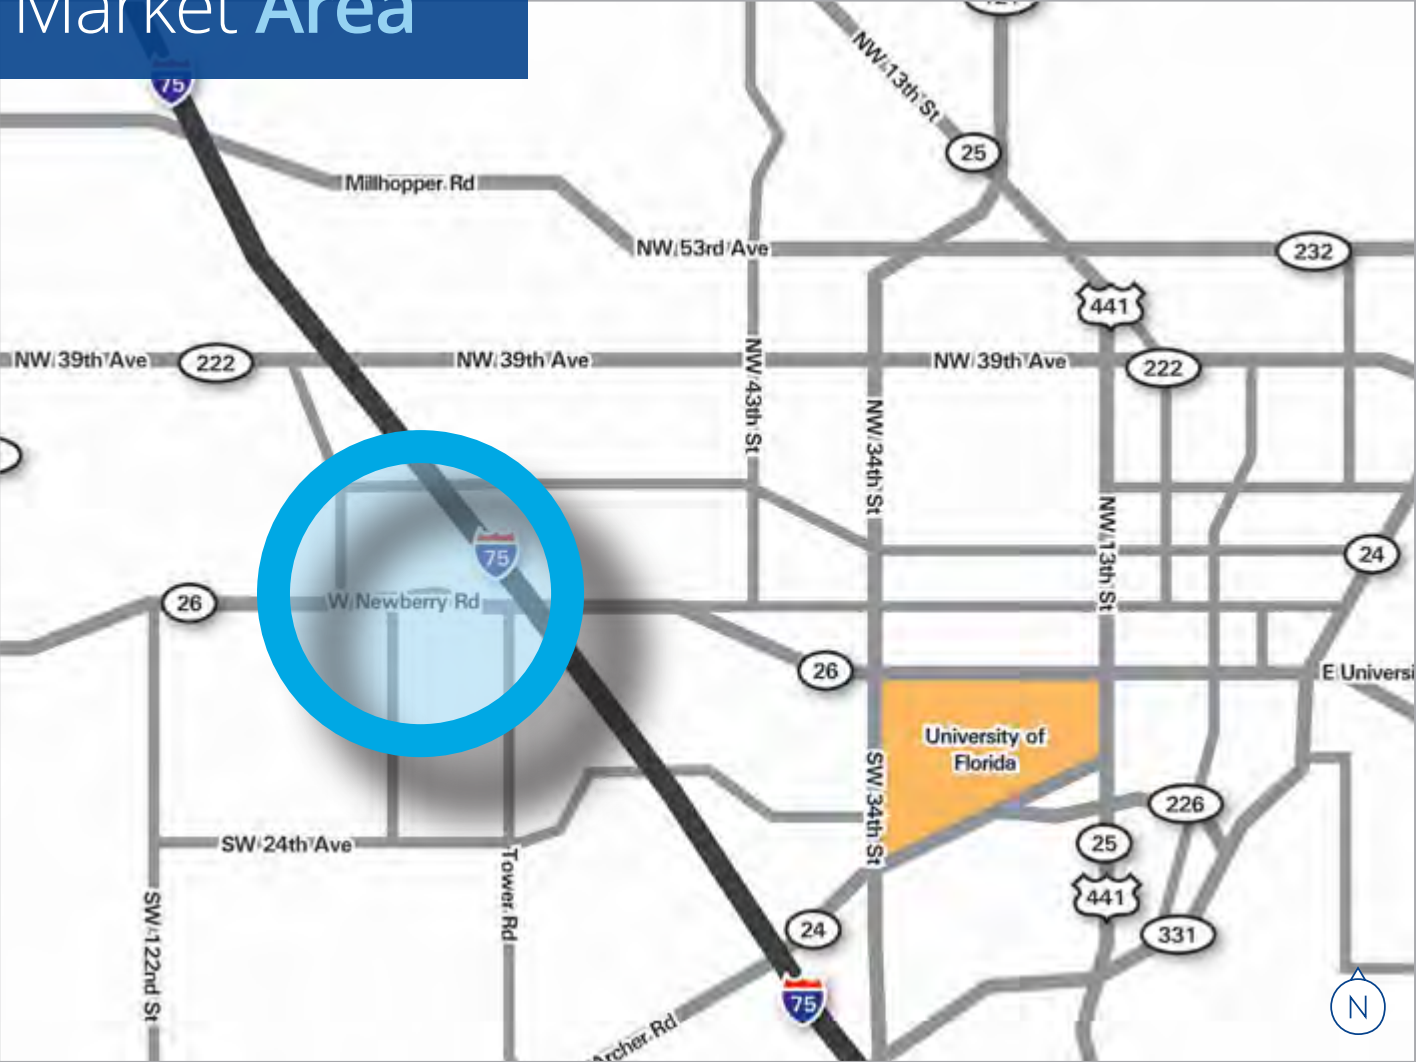 Market Area
75
NW 13th St
25
Millhopper Rd
NW 53rd Ave
232
441
NW 39th Ave
222
NW 39th Ave
NW 43th St
NW 39th Ave
222
NW 34th St
NW 13th St
24
75
26
W Newberry Rd
26
E Universi
University of
Florida
SW 34th St
226
SW 24th Ave
25
Tower Rd
441
SW 122nd St
24
331
75
Archer Rd
N